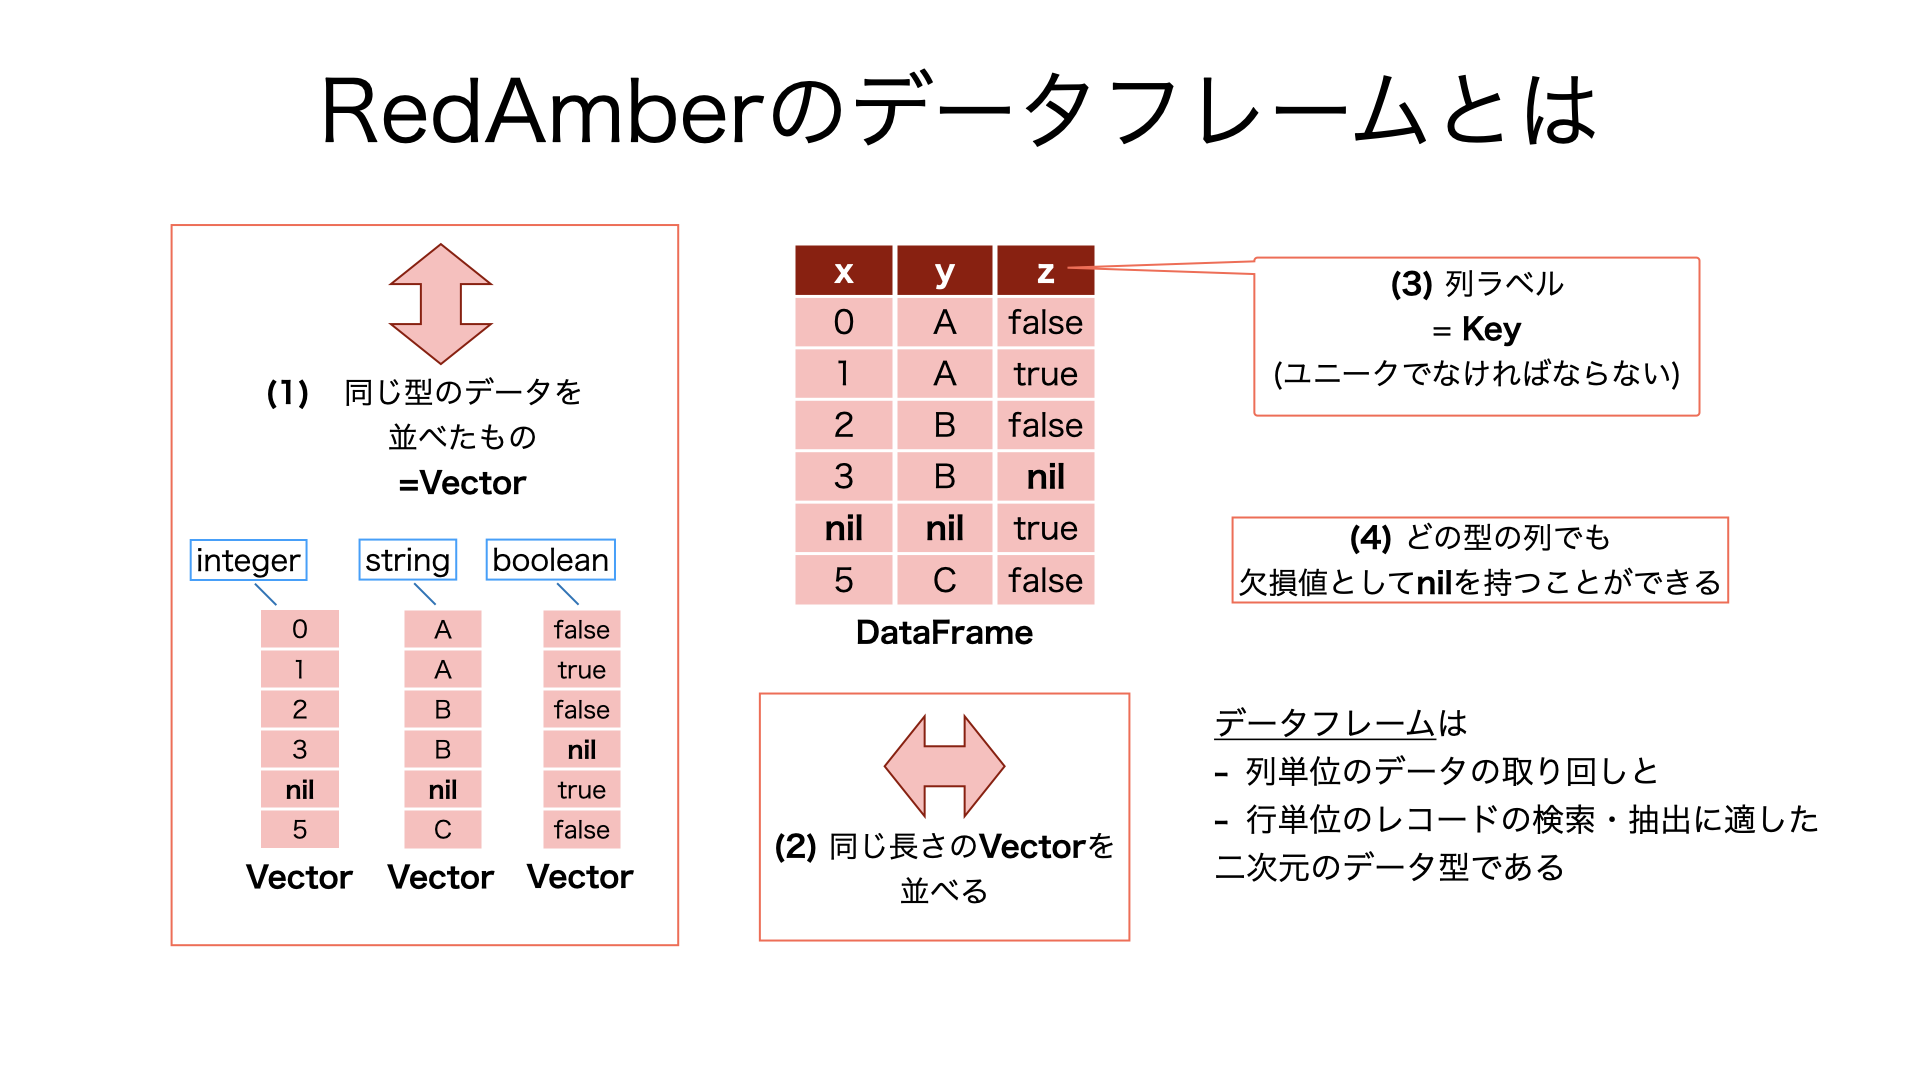 RedAmberのデータフレームとは
(1) 同じ型のデータを
並べたもの
=Vector
integer string boolean
0 A false
1 A true
2 B false
3 B nil
nil nil true
5 C false
Vector Vector Vector
x y z
0 A false
1 A true
2 B false
3 B nil
nil nil true
5 C false
DataFrame
(2) 同じ長さのVectorを
並べる
(3) 列ラベル
= Key
(ユニークでなければならない)
(4) どの型の列でも
欠損値としてnilを持つことができる
データフレームは
- 列単位のデータの取り回しと
- 行単位のレコードの検索・抽出に適した
二次元のデータ型である